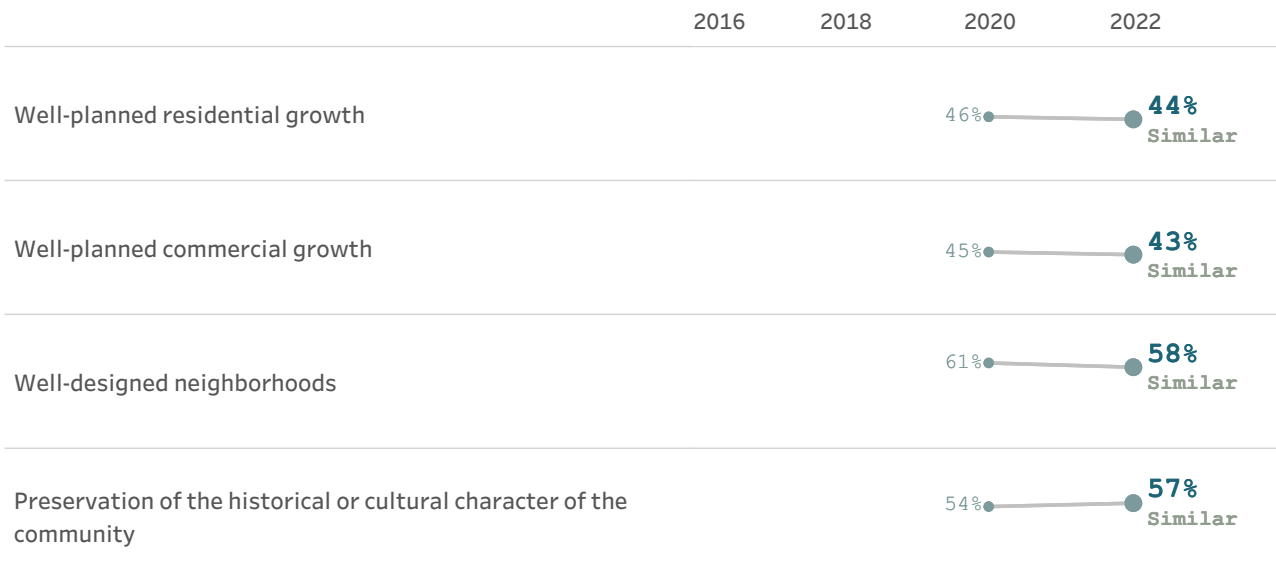 2016 2018 2020 2022
Well-planned residential growth
46%
44%
Similar
Well-planned commercial growth
45%
43%
Similar
Well-designed neighborhoods
61%
58%
Similar
Preservation of the historical or cultural character of the
community
54%
57%
Similar